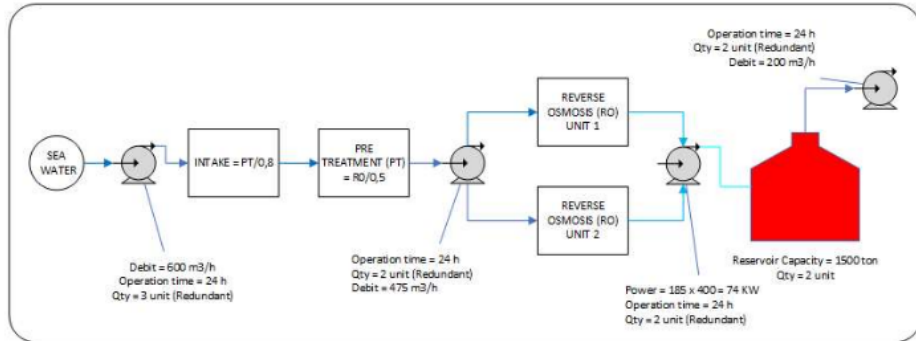 Operation time = 24 h
Qty = 2 unit (Redundant)
Debit = 200 m3/h
SEA
WATER
INTAKE = PT/0,8
PRE
TREATMENT (PT)
= R0/0,5
REVERSE
OSMOSIS (RO)
UNIT 1
REVERSE
OSMOSIS (RO)
UNIT 2
Debit = 600 m3/h
Operation time = 24 h
Qty = 3 unit (Redundant)
Operation time = 24 h
Qty = 2 unit (Redundant)
Debit = 475 m3/h
Power = 185 x 400= 74 KW
Operation time = 24 h
Qty = 2 unit (Redundant)
Reservoir Capacity = 1500 ton
Qty = 2 unit